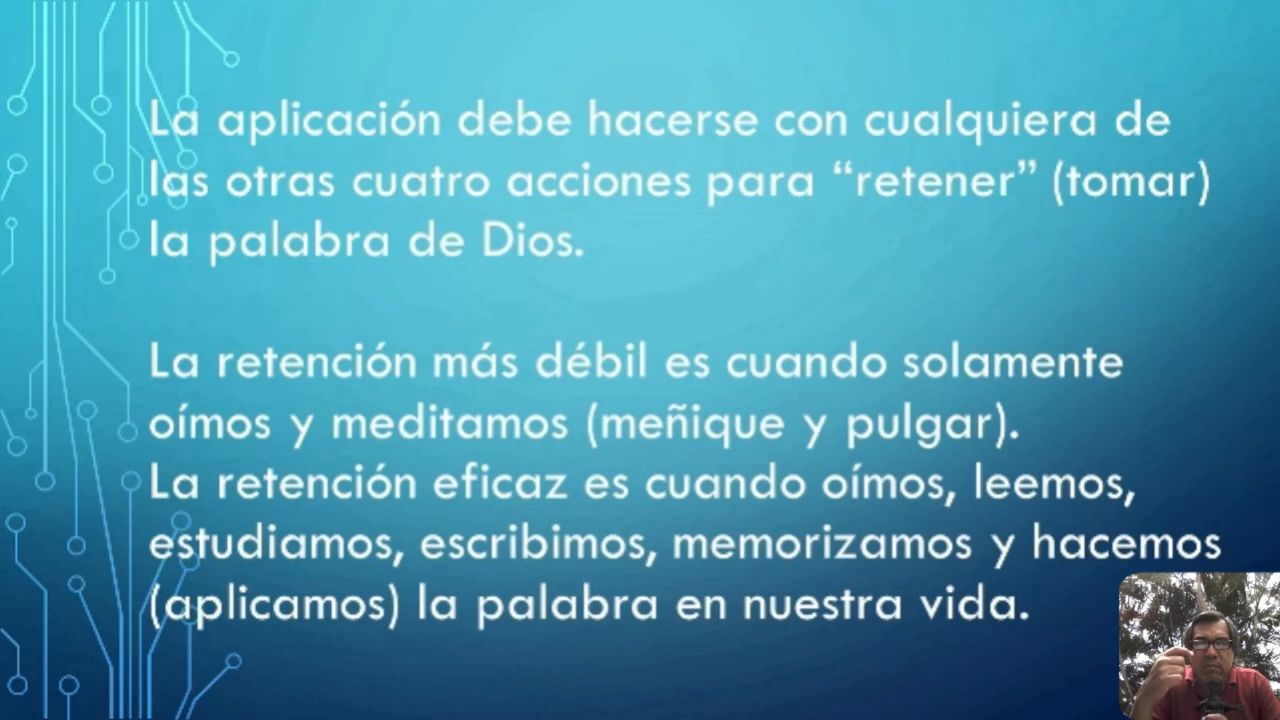 La aplicación debe hacerse con cualquiera de
las otras cuatro acciones para “retener” (tomar)
la palabra de Dios.
La retención más débil es cuando solamente
oímos y meditamos (meñique y pulgar).
La retención eficaz es cuando oímos, leemos,
estudiamos, escribimos, memorizamos y hacemos
(aplicamos) la palabra en nuestra vida.